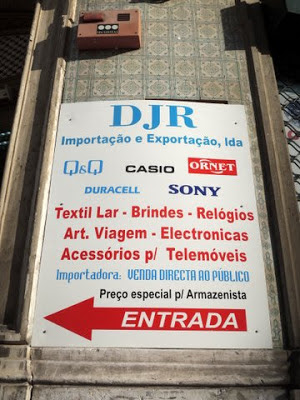 DJR
Importação e Exportação, lda
Q&Q CASIO ORNET
DURACELL SONY
Textil Lar - Brindes - Relógios
Art. Viagem - Electronicas
Acessórios p/ Telemóveis
Importadora: VENDA DIRECTA AO PÚBLICO
Preço especial p/ Armazenista
ENTRADA